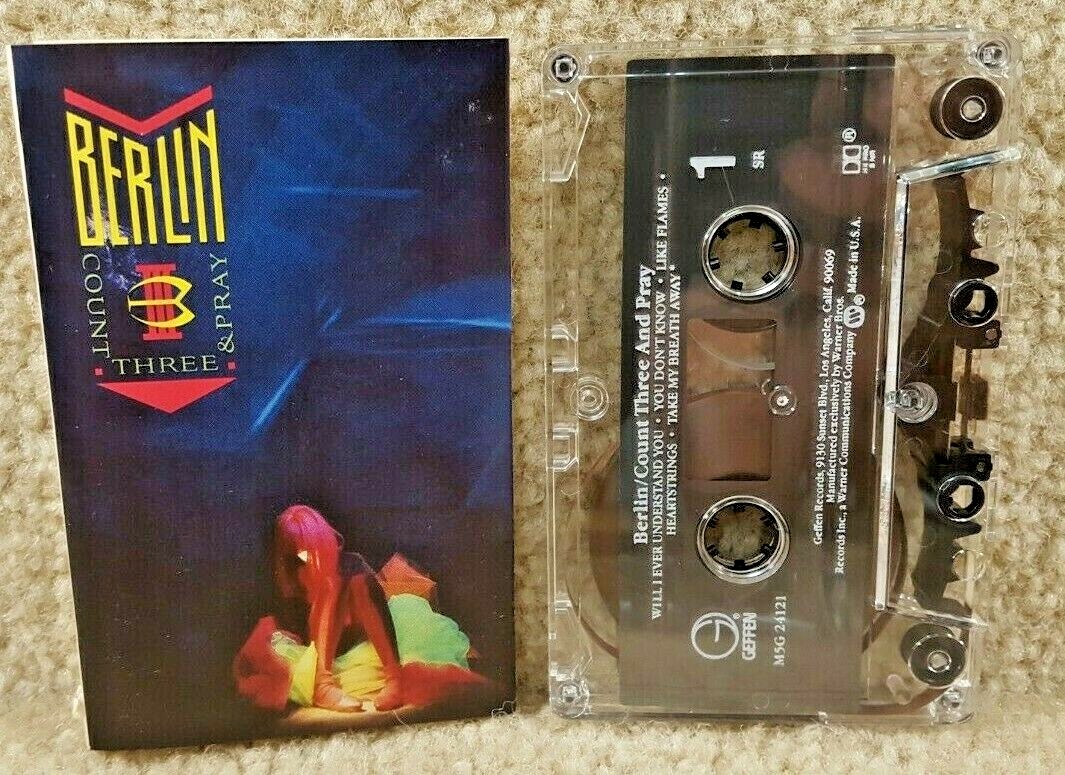 BERLIN
COUNT
THREE
&PRAY
1
SR
Berlin/Count Three And Pray
WILL I EVER UNDERSTAND YOU • YOU DON'T KNOW • LIKE FLAMES •
HEARTSTRINGS • TAKE MY BREATH AWAY*
GEFFEN
M5G 24121
Geffen Records, 9130 Sunset Blvd., Los Angeles, Calif. 90069
Manufactured exclusively by Warner Bros.
Records Inc., a Warner Communications Company Ⓦ® Made in U.S.A.